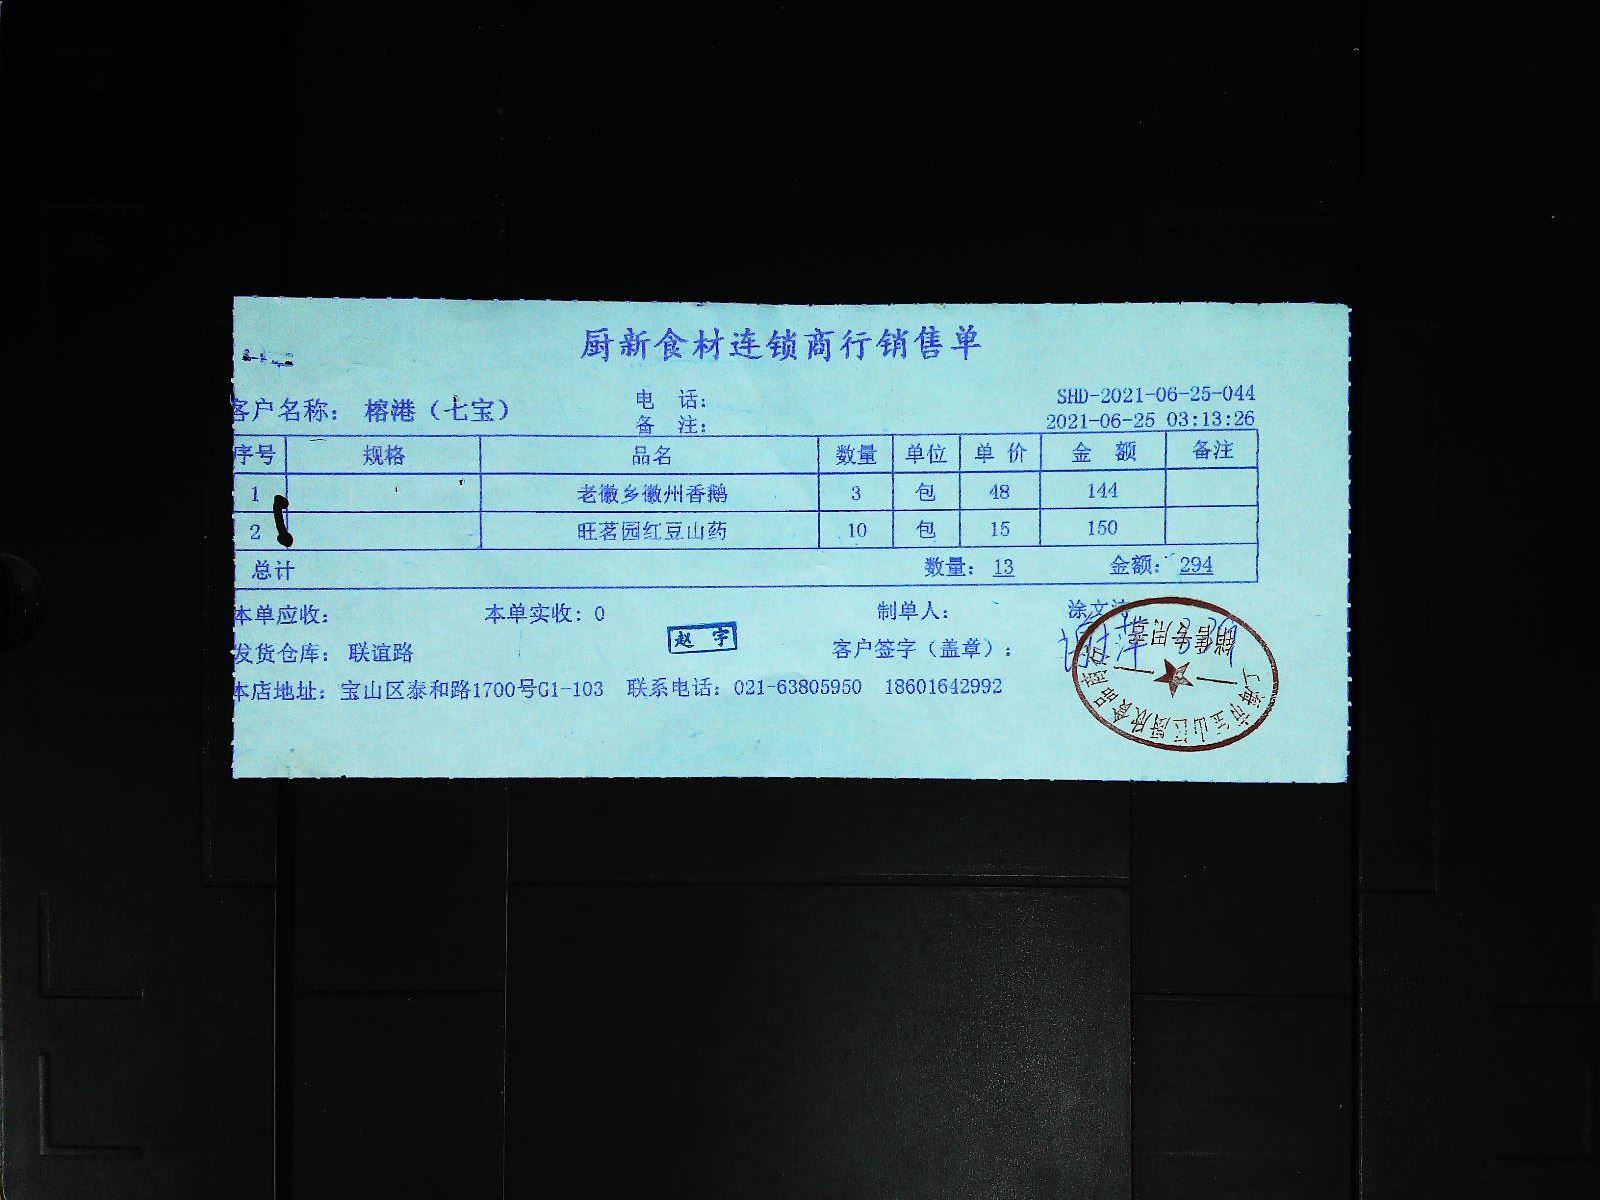 厨新食材连锁商行销售单
客户名称： 榕港（七宝） 电 话： SHD-2021-06-25-044
备 注： 2021-06-25 03:13:26
序号 规格 品名 数量 单位 单价 金 额 备注
1 老徽乡徽州香鹅 3 包 48 144
2 旺茗园红豆山药 10 包 15 150
总计 数量： 13 金额： 294
本单应收： 本单实收: 0 制单人： 涂文
赵宇
发货仓库： 联谊路 客户签字（盖章）：
本店地址： 宝山区泰和路1700号G1-103 联系电话: 021-63805950 18601642992
销售专用章